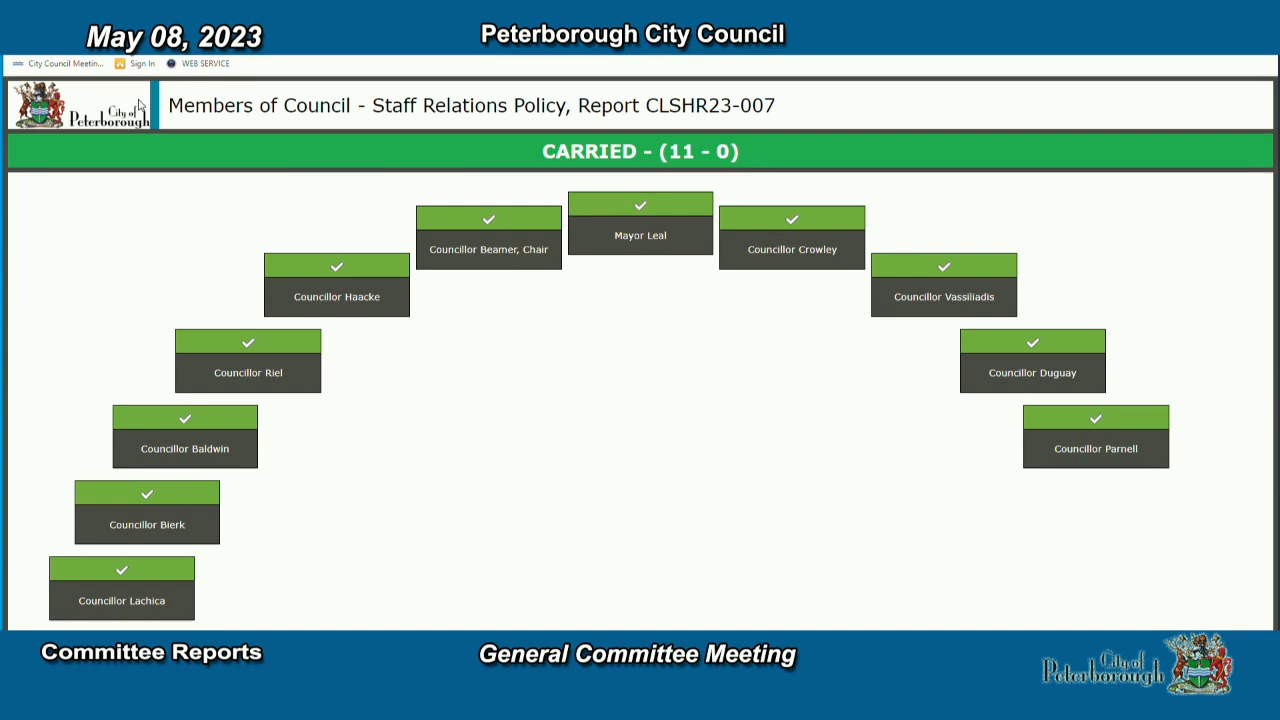 May 08, 2023
Peterborough City Council
City Council Meetin...
Sign In
WEB SERVICE
City of
Peterborough
Members of Council - Staff Relations Policy, Report CLSHR23-007
CARRIED - (11 - 0)
Mayor Leal
Councillor Beamer, Chair
Councillor Crowley
Councillor Haacke
Councillor Vassiliadis
Councillor Riel
Councillor Duguay
Councillor Baldwin
Councillor Parnell
Councillor Bierk
Councillor Lachica
Committee Reports
General Committee Meeting
City of
Peterborough